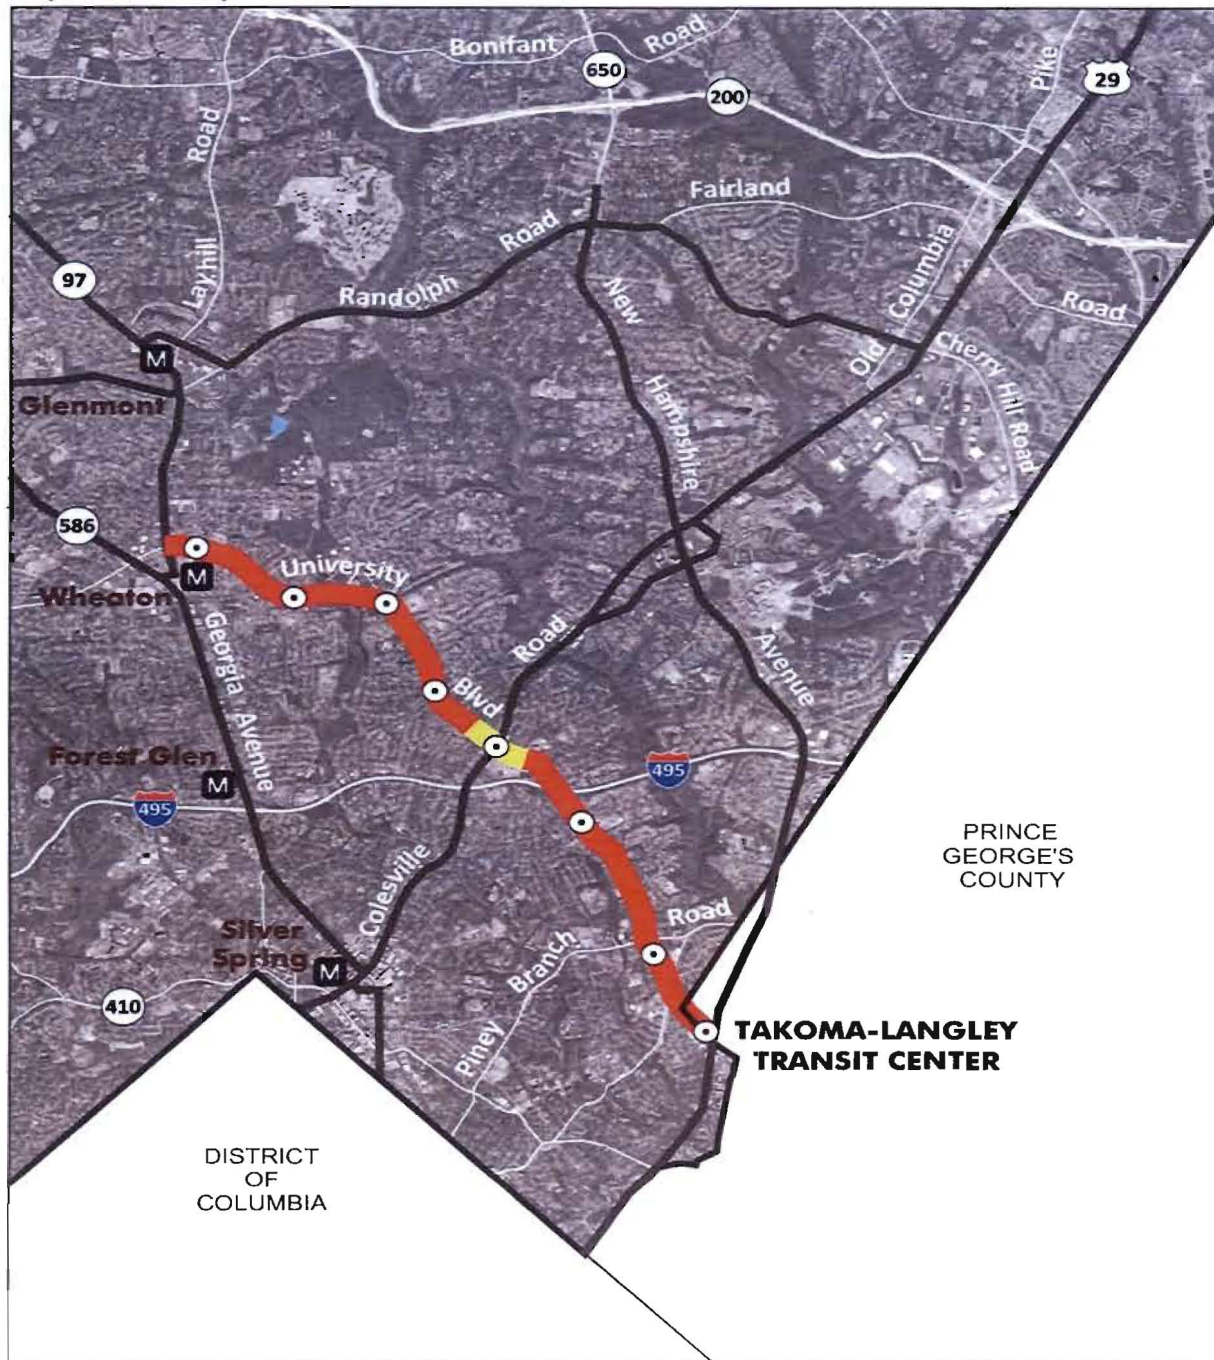 Bonifant
Road
650
200
29
Pike
Road
Fairland
Road
Layhill
97
Randolph
New
Columbia
Old
Road
Cherry Hill Road
M
Glenmont
Hampshire
586
University
M
Wheaton
Georgia
Avenue
Road
Blvd
Avenue
Forest Glen
M
495
495
PRINCE
GEORGE'S
COUNTY
Colesville
Road
Branch
Piney
Silver
Spring
M
410
TAKOMA-LANGLEY
TRANSIT CENTER
DISTRICT
OF
COLUMBIA